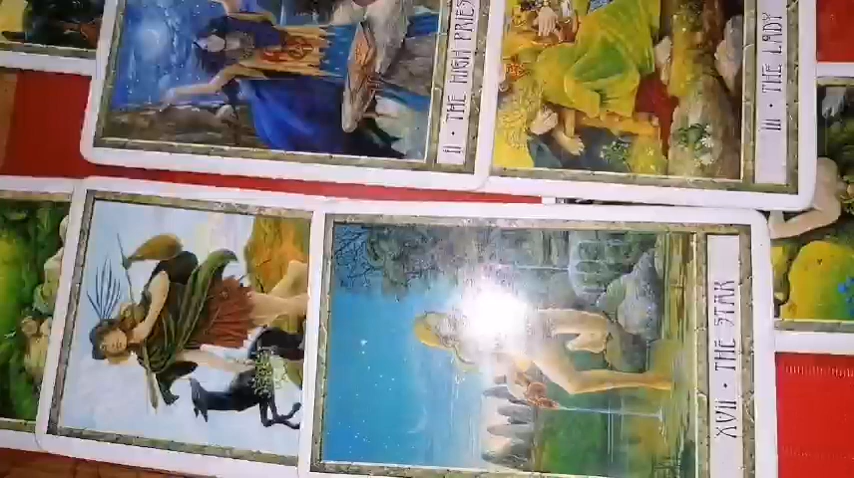 II • THE HIGH PRIES
III • THE LADY
XVII • THE STAR